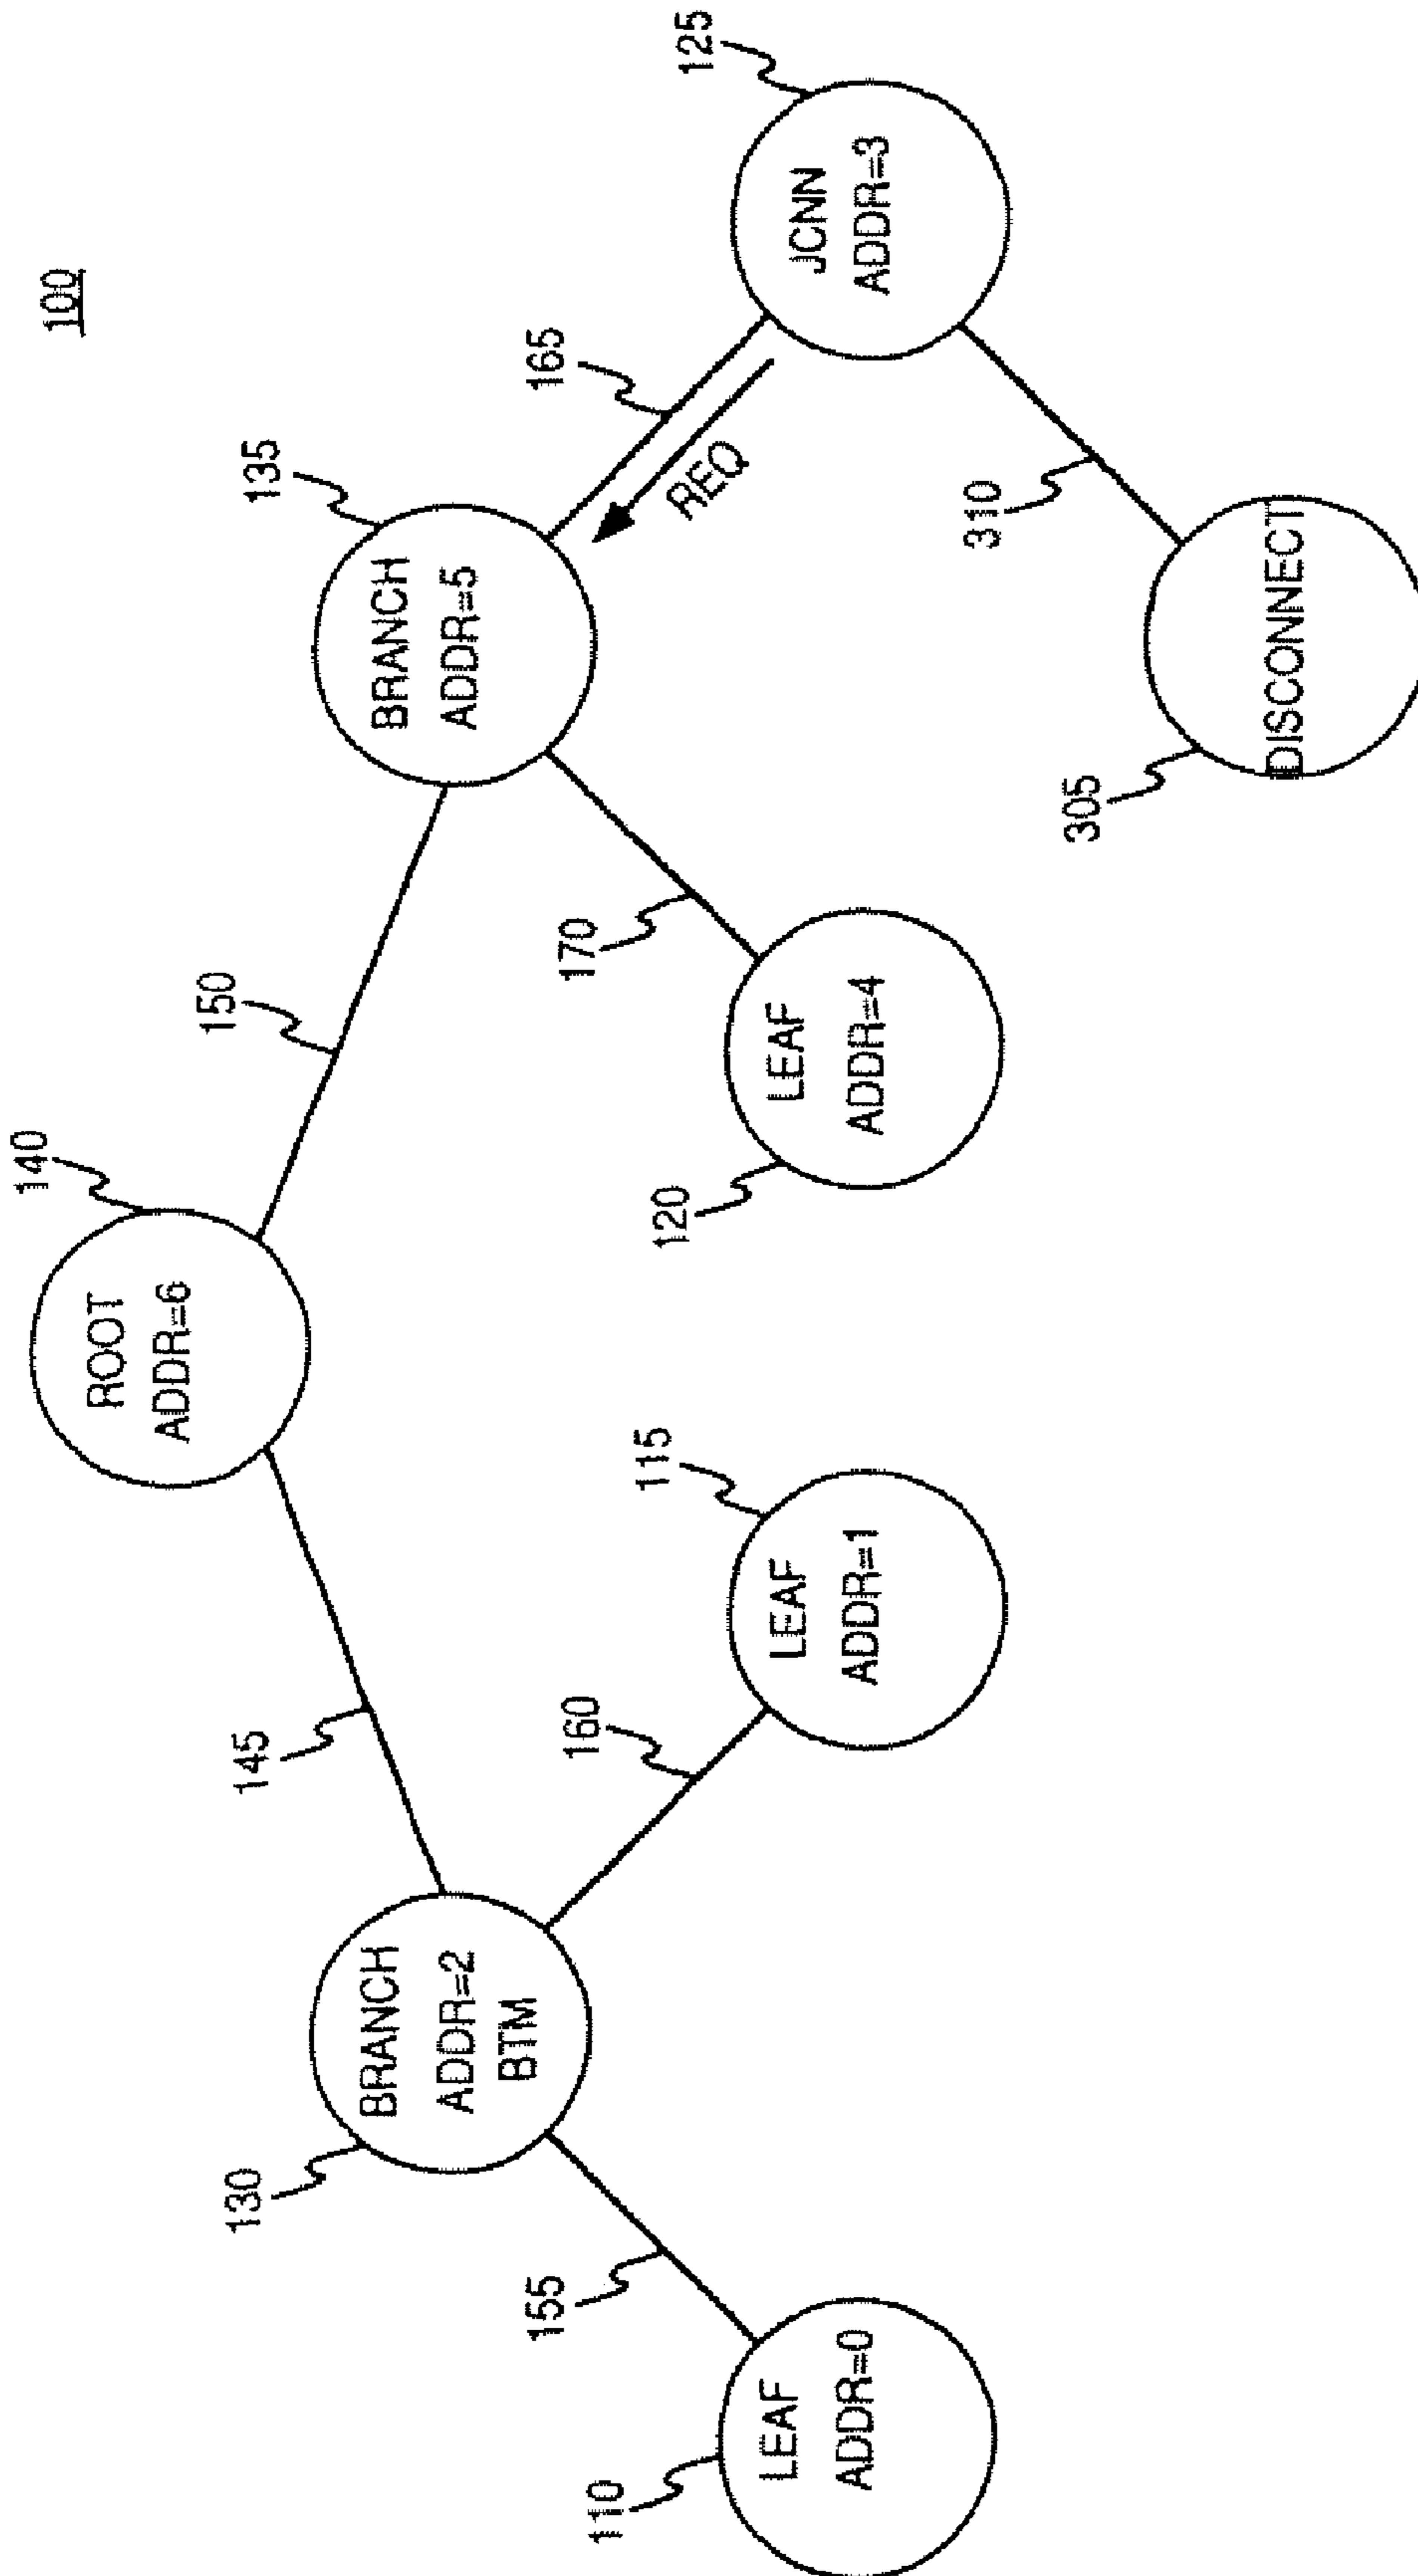 100
140
ROOT
ADDR=6
145
150
130
BRANCH
ADDR=2
BTM
135
BRANCH
ADDR=5
155
160
170
165
REQ
110
LEAF
ADDR=0
115
LEAF
ADDR=1
120
LEAF
ADDR=4
125
JCNN
ADDR=3
310
305
DISCONNECT